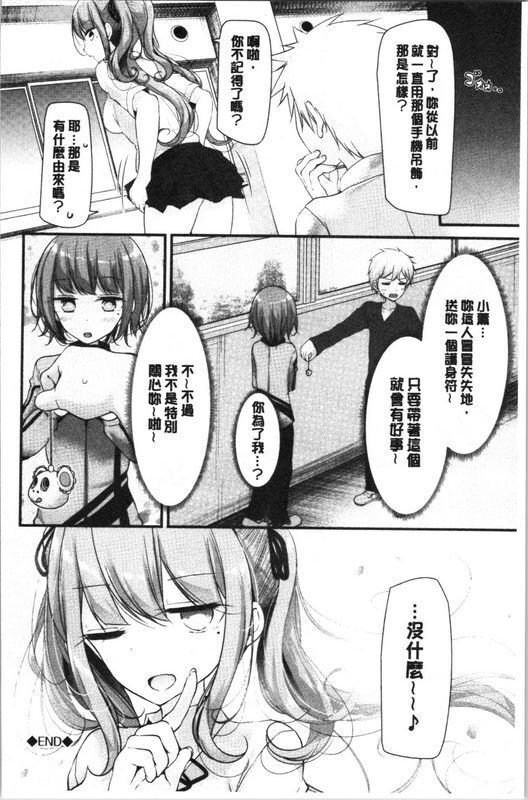 對~了，妳從以前
就一直用那個手機吊飾，
那是怎樣？
啊啦，
你不記得了嗎？
耶…那是
有什麼由來嗎？
小薰…
妳這人冒冒失失地，
送妳一個護身符~
只要帶著這個
就會有好事~
你為了我…？
不~不過
我不是特別
關心妳~啦~
…沒什麼~~♪
◆END◆